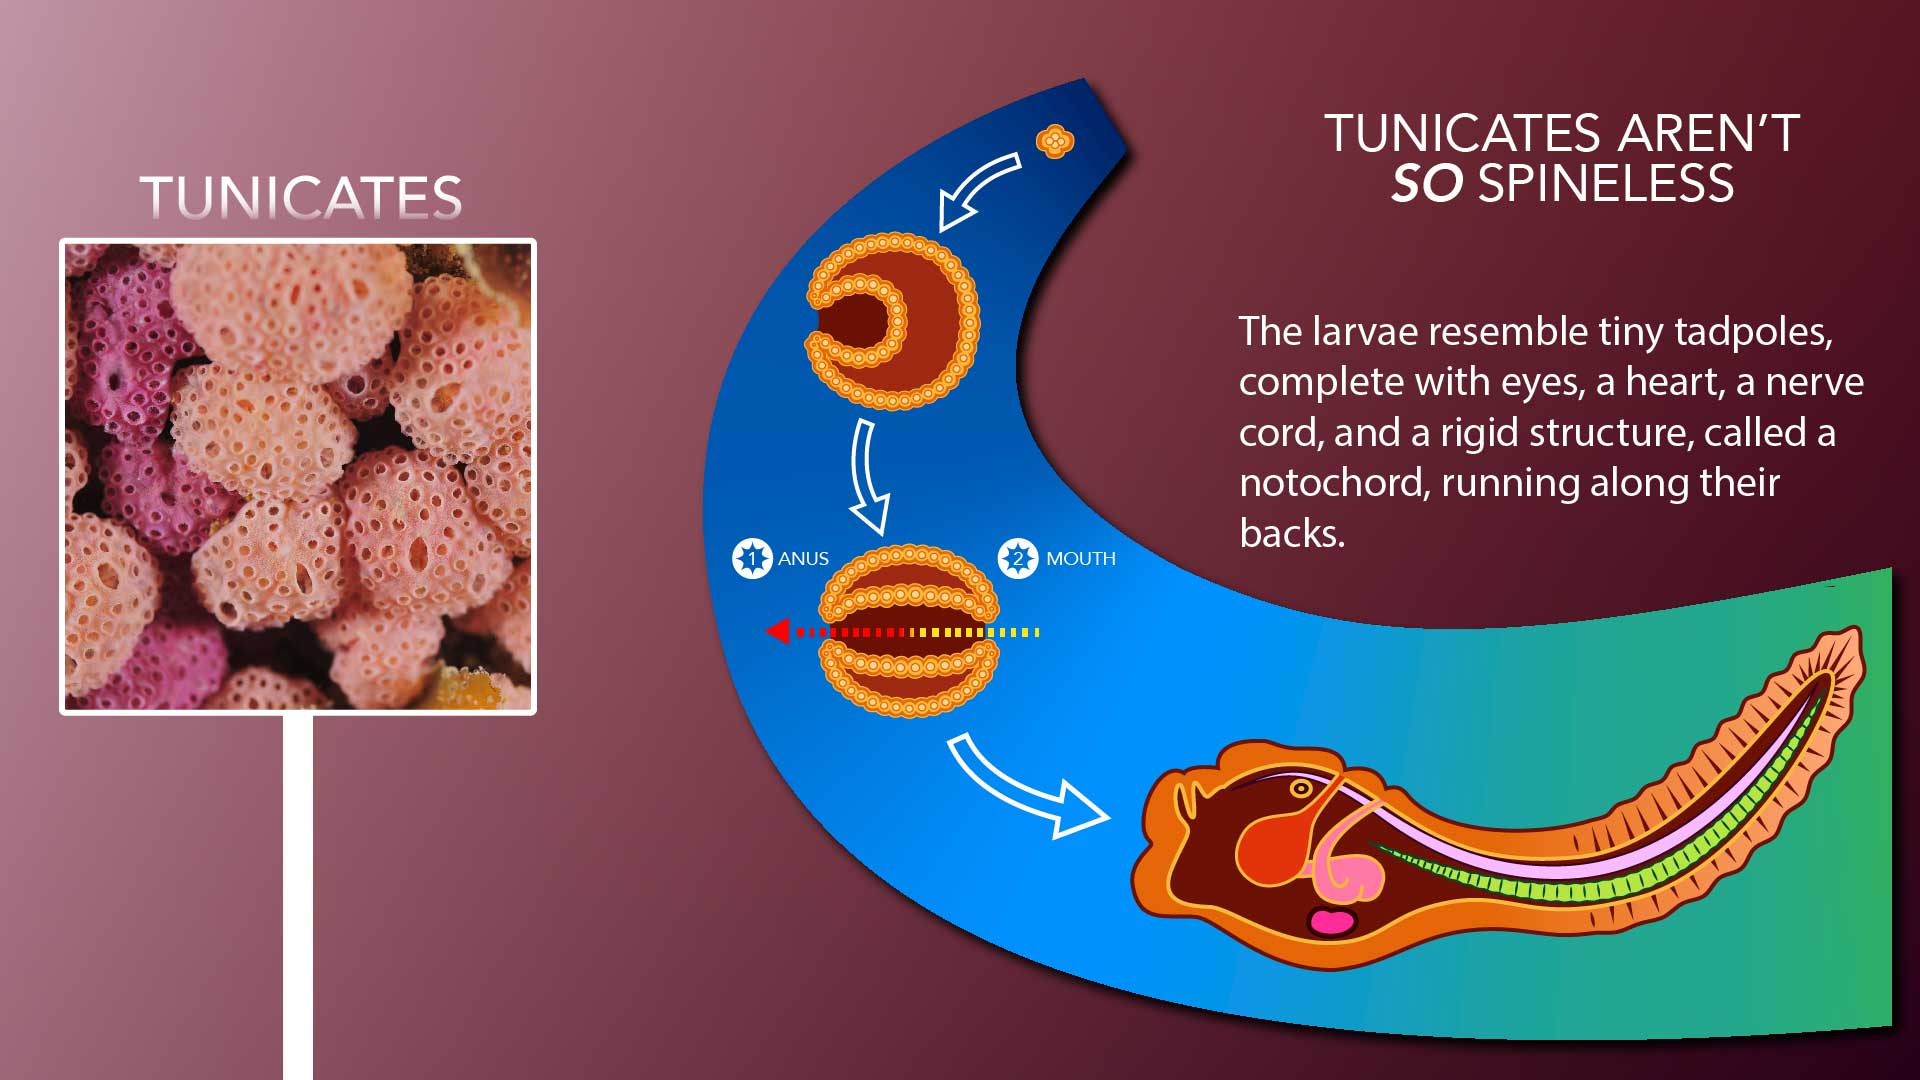 TUNICATES
TUNICATES AREN’T
SO SPINELESS
The larvae resemble tiny tadpoles,
complete with eyes, a heart, a nerve
cord, and a rigid structure, called a
notochord, running along their
backs.
1 ANUS
2 MOUTH